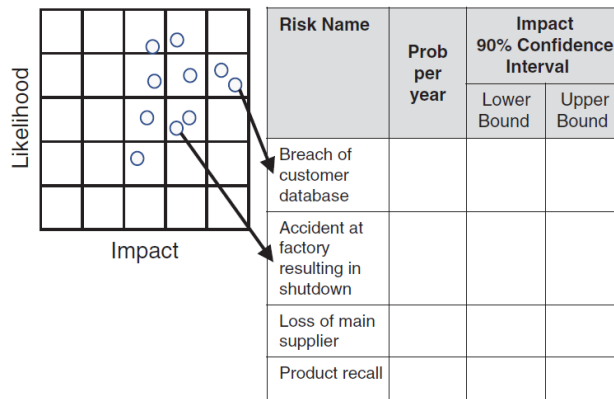 Likelihood
Impact
Risk Name
Prob
per
year
Impact
90% Confidence
Interval
Lower
Bound
Upper
Bound
Breach of
customer
database
Accident at
factory
resulting in
shutdown
Loss of main
supplier
Product recall